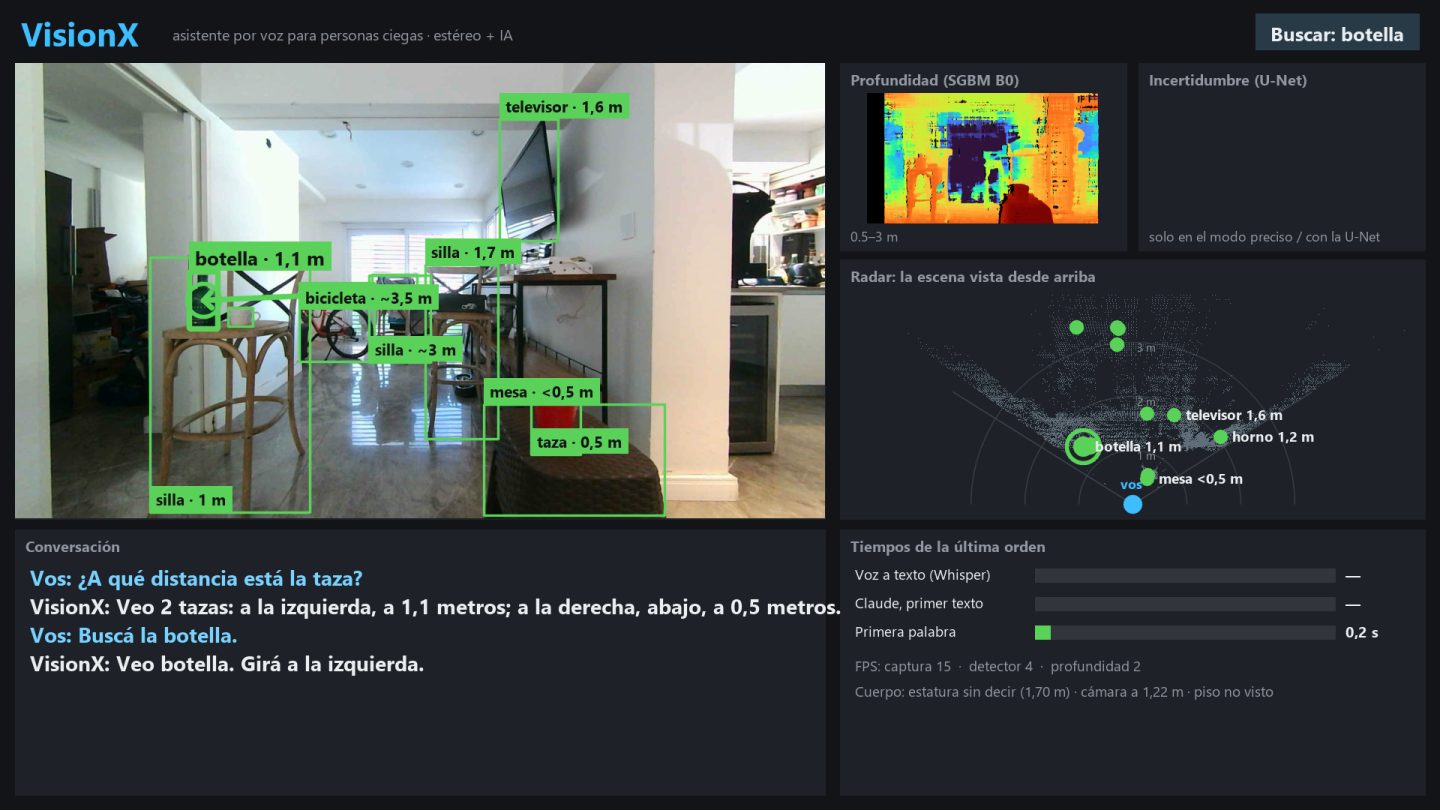 VisionX
asistente por voz para personas ciegas · estéreo + IA
Buscar: botella
televisor · 1,6 m
botella · 1,1 m
silla · 1,7 m
bicicleta · ~3,5 m
silla · ~3 m
mesa · <0,5 m
taza · 0,5 m
silla · 1 m
Profundidad (SGBM B0)
0.5–3 m
Incertidumbre (U-Net)
solo en el modo preciso / con la U-Net
Radar: la escena vista desde arriba
3 m
2 m
televisor 1,6 m
horno 1,2 m
botella 1,1 m
1 m
mesa <0,5 m
vos
Conversación
Vos: ¿A qué distancia está la taza?
VisionX: Veo 2 tazas: a la izquierda, a 1,1 metros; a la derecha, abajo, a 0,5 metros.
Vos: Buscá la botella.
VisionX: Veo botella. Girá a la izquierda.
Tiempos de la última orden
Voz a texto (Whisper) —
Claude, primer texto —
Primera palabra 0,2 s
FPS: captura 15 · detector 4 · profundidad 2
Cuerpo: estatura sin decir (1,70 m) · cámara a 1,22 m · piso no visto